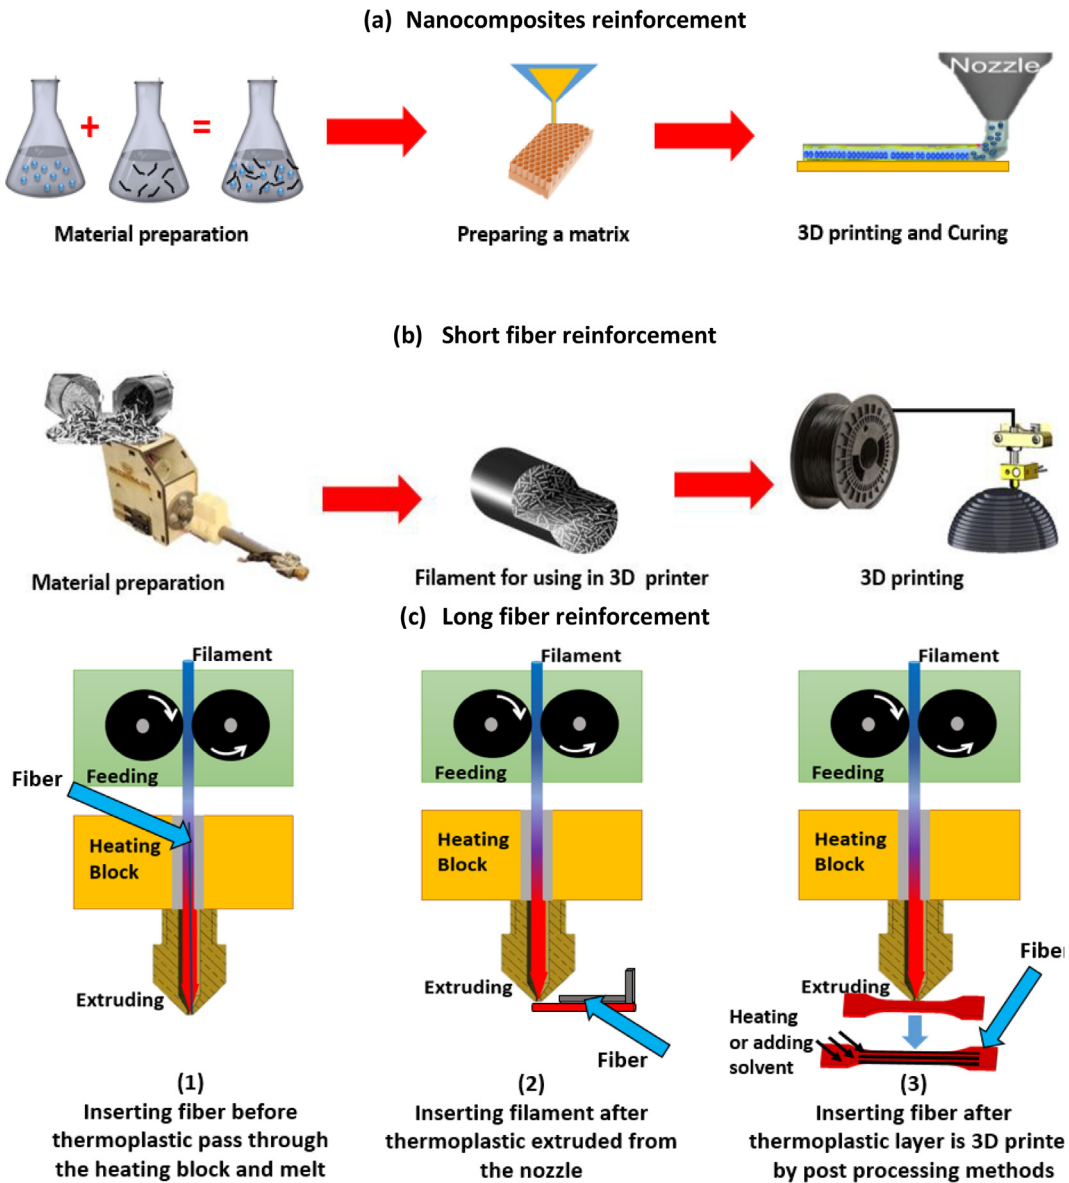 (a) Nanocomposites reinforcement
+
=
Nozzle
Material preparation
Preparing a matrix
3D printing and Curing
(b) Short fiber reinforcement
Material preparation
Filament for using in 3D printer
3D printing
(c) Long fiber reinforcement
Filament
Feeding
Fiber
Heating
Block
Extruding
(1)
Inserting fiber before
thermoplastic pass through
the heating block and melt
Filament
Feeding
Heating
Block
Extruding
Fiber
(2)
Inserting filament after
thermoplastic extruded from
the nozzle
Filament
Feeding
Heating
Block
Extruding
Fiber
Heating
or adding
solvent
(3)
Inserting fiber after
thermoplastic layer is 3D printe
by post processing methods